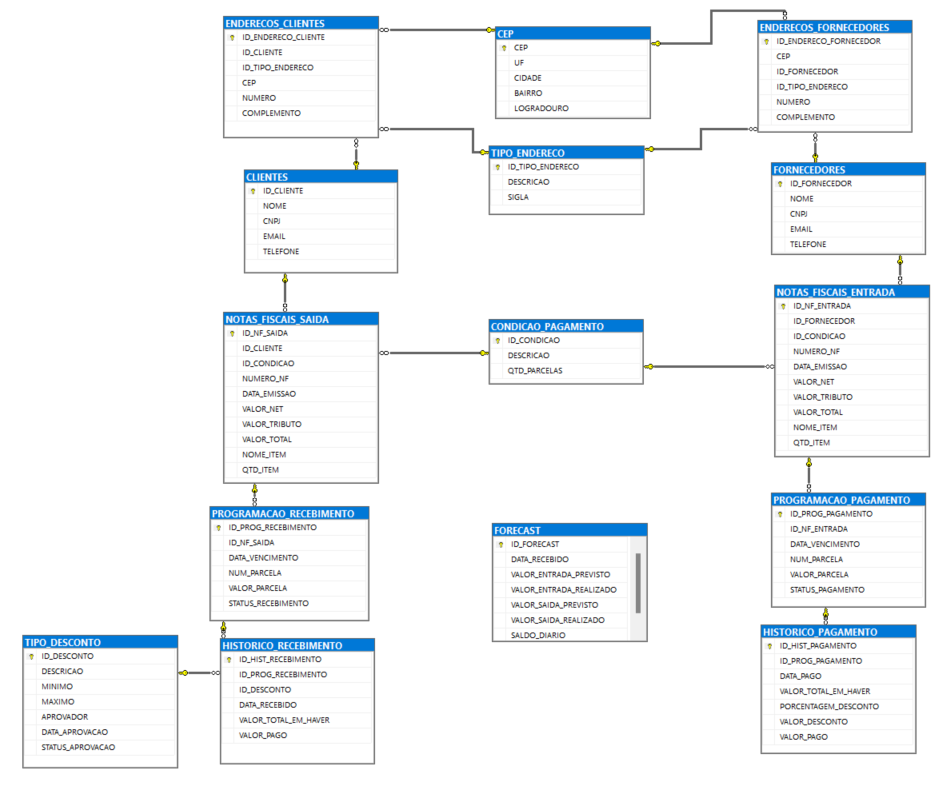 ENDERECOS_CLIENTES
ID_ENDERECO_CLIENTE
ID_CLIENTE
ID_TIPO_ENDERECO
CEP
NUMERO
COMPLEMENTO
CEP
CEP
UF
CIDADE
BAIRRO
LOGRADOURO
ENDERECOS_FORNECEDORES
ID_ENDERECO_FORNECEDOR
CEP
ID_FORNECEDOR
ID_TIPO_ENDERECO
NUMERO
COMPLEMENTO
TIPO_ENDERECO
ID_TIPO_ENDERECO
DESCRICAO
SIGLA
CLIENTES
ID_CLIENTE
NOME
CNPJ
EMAIL
TELEFONE
FORNECEDORES
ID_FORNECEDOR
NOME
CNPJ
EMAIL
TELEFONE
NOTAS_FISCAIS_SAIDA
ID_NF_SAIDA
ID_CLIENTE
ID_CONDICAO
NUMERO_NF
DATA_EMISSAO
VALOR_NET
VALOR_TRIBUTO
VALOR_TOTAL
NOME_ITEM
QTD_ITEM
CONDICAO_PAGAMENTO
ID_CONDICAO
DESCRICAO
QTD_PARCELAS
NOTAS_FISCAIS_ENTRADA
ID_NF_ENTRADA
ID_FORNECEDOR
ID_CONDICAO
NUMERO_NF
DATA_EMISSAO
VALOR_NET
VALOR_TRIBUTO
VALOR_TOTAL
NOME_ITEM
QTD_ITEM
PROGRAMACAO_RECEBIMENTO
ID_PROG_RECEBIMENTO
ID_NF_SAIDA
DATA_VENCIMENTO
NUM_PARCELA
VALOR_PARCELA
STATUS_RECEBIMENTO
FORECAST
ID_FORECAST
DATA_RECEBIDO
VALOR_ENTRADA_PREVISTO
VALOR_ENTRADA_REALIZADO
VALOR_SAIDA_PREVISTO
VALOR_SAIDA_REALIZADO
SALDO_DIARIO
PROGRAMACAO_PAGAMENTO
ID_PROG_PAGAMENTO
ID_NF_ENTRADA
DATA_VENCIMENTO
NUM_PARCELA
VALOR_PARCELA
STATUS_PAGAMENTO
TIPO_DESCONTO
ID_DESCONTO
DESCRICAO
MINIMO
MAXIMO
APROVADOR
DATA_APROVACAO
STATUS_APROVACAO
HISTORICO_RECEBIMENTO
ID_HIST_RECEBIMENTO
ID_PROG_RECEBIMENTO
ID_DESCONTO
DATA_RECEBIDO
VALOR_TOTAL_EM_HAVER
VALOR_PAGO
HISTORICO_PAGAMENTO
ID_HIST_PAGAMENTO
ID_PROG_PAGAMENTO
DATA_PAGO
VALOR_TOTAL_EM_HAVER
PORCENTAGEM_DESCONTO
VALOR_DESCONTO
VALOR_PAGO